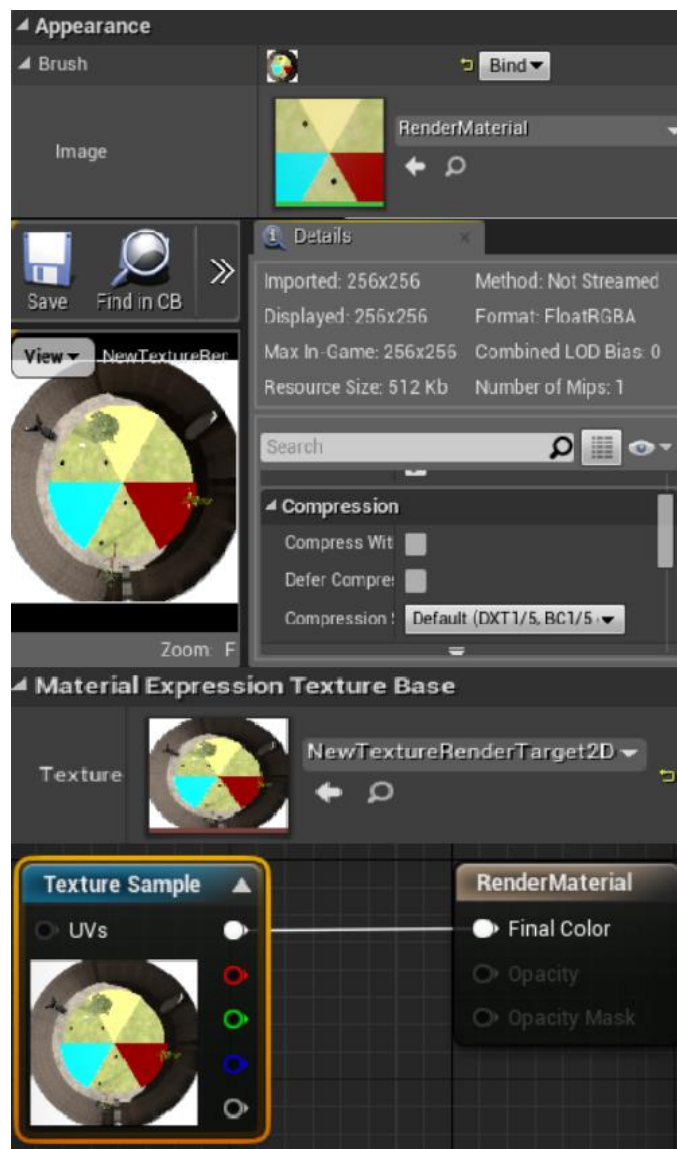 Appearance
Brush
Bind
Image
RenderMaterial
Details
Save
Find in CB
Imported: 256x256
Method: Not Streamed
Displayed: 256x256
Format: FloatRGBA
Max In-Game: 256x256
Combined LOD Bias: 0
Resource Size: 512 Kb
Number of Mips: 1
View
NewTextureRer
Search
Compression
Compress Wit
Defer Compre
Compression
Default (DXT1/5, BC1/5
Zoom: F
Material Expression Texture Base
Texture
NewTextureRenderTarget2D
Texture Sample
RenderMaterial
UVs
Final Color
Opacity
Opacity Mask